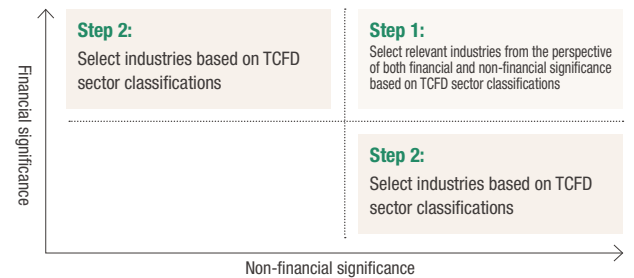 Financial significance
Step 2:
Select industries based on TCFD
sector classifications
Step 1:
Select relevant industries from the perspective
of both financial and non-financial significance
based on TCFD sector classifications
Step 2:
Select industries based on TCFD
sector classifications
Non-financial significance